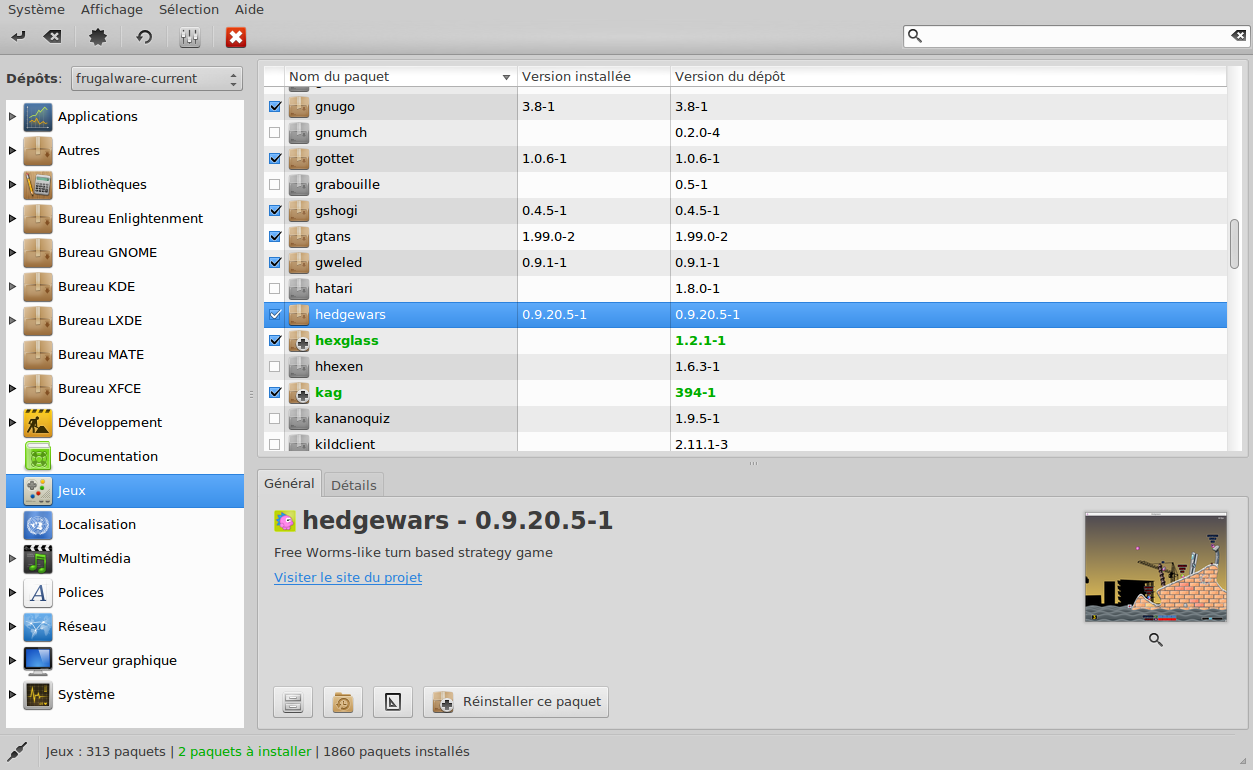 Système Affichage Sélection Aide
Dépôts: frugalware-current
Applications
Autres
Bibliothèques
Bureau Enlightenment
Bureau GNOME
Bureau KDE
Bureau LXDE
Bureau MATE
Bureau XFCE
Développement
Documentation
Jeux
Localisation
Multimédia
Polices
Réseau
Serveur graphique
Système
Nom du paquet Version installée Version du dépôt
gnugo 3.8-1 3.8-1
gnumch 0.2.0-4
gottet 1.0.6-1 1.0.6-1
grabouille 0.5-1
gshogi 0.4.5-1 0.4.5-1
gtans 1.99.0-2 1.99.0-2
gweled 0.9.1-1 0.9.1-1
hatari 1.8.0-1
hedgewars 0.9.20.5-1 0.9.20.5-1
hexglass 1.2.1-1
hhexen 1.6.3-1
kag 394-1
kananoquiz 1.9.5-1
kildclient 2.11.1-3
Général Détails
hedgewars - 0.9.20.5-1
Free Worms-like turn based strategy game
Visiter le site du projet
Réinstaller ce paquet
Jeux : 313 paquets | 2 paquets à installer | 1860 paquets installés